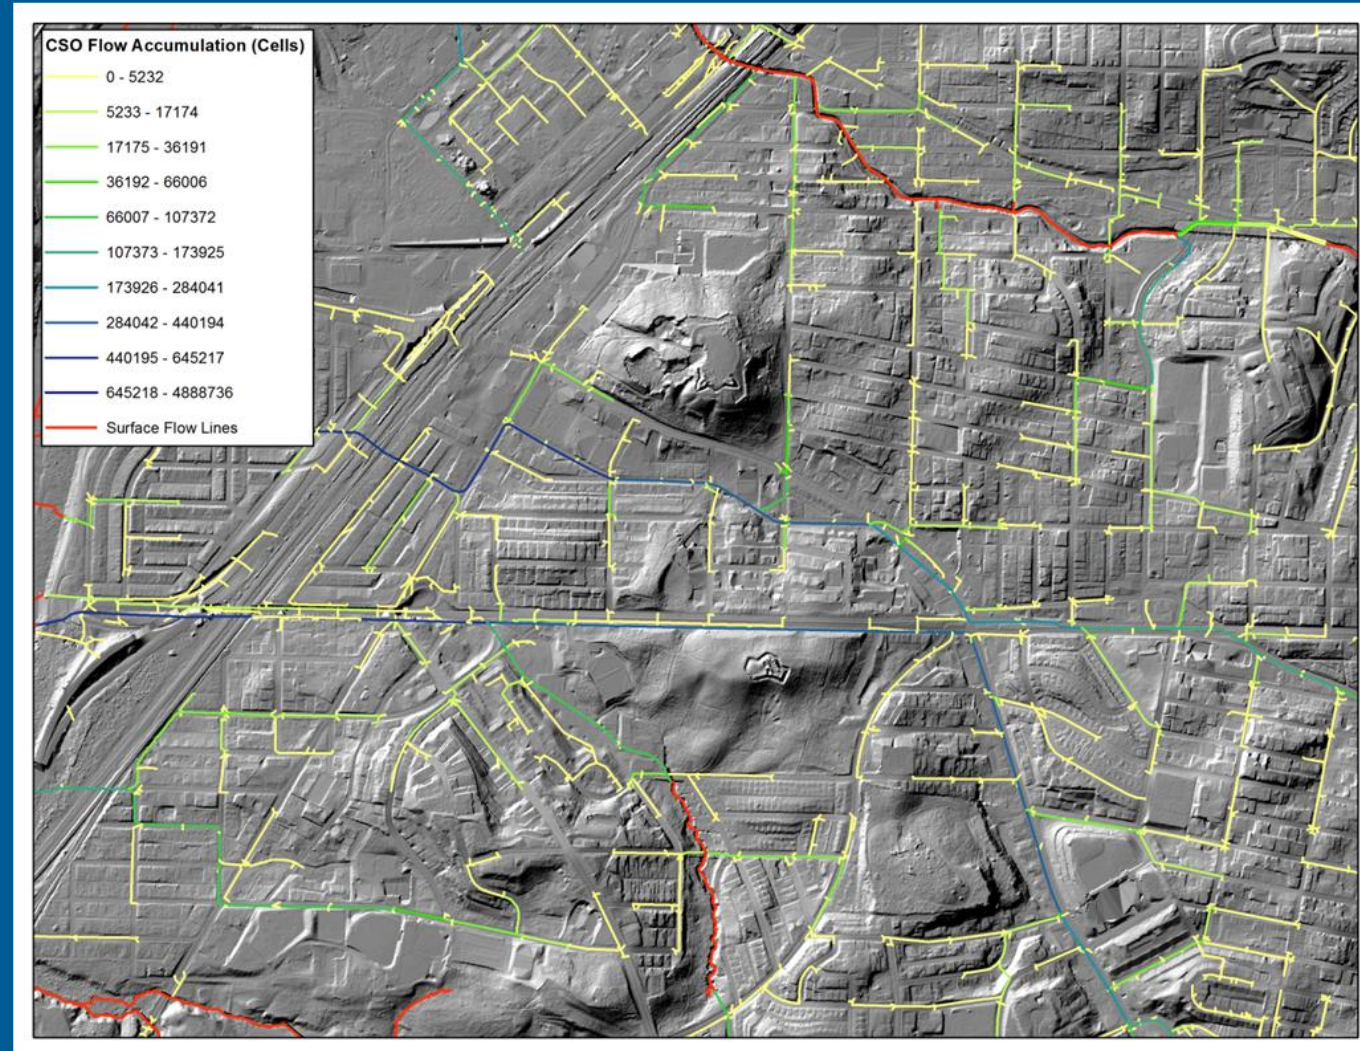 CSO Flow Accumulation (Cells)
0 - 5232
5233 - 17174
17175 - 36191
36192 - 66006
66007 - 107372
107373 - 173925
173926 - 284041
284042 - 440194
440195 - 645217
645218 - 4888736
Surface Flow Lines